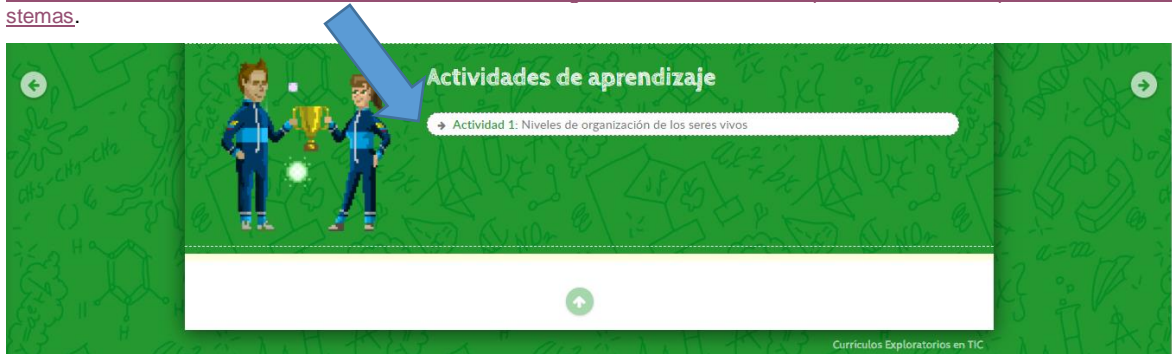 stemas.
Actividades de aprendizaje
→ Actividad 1: Niveles de organización de los seres vivos
Currículos Exploratorios en TIC